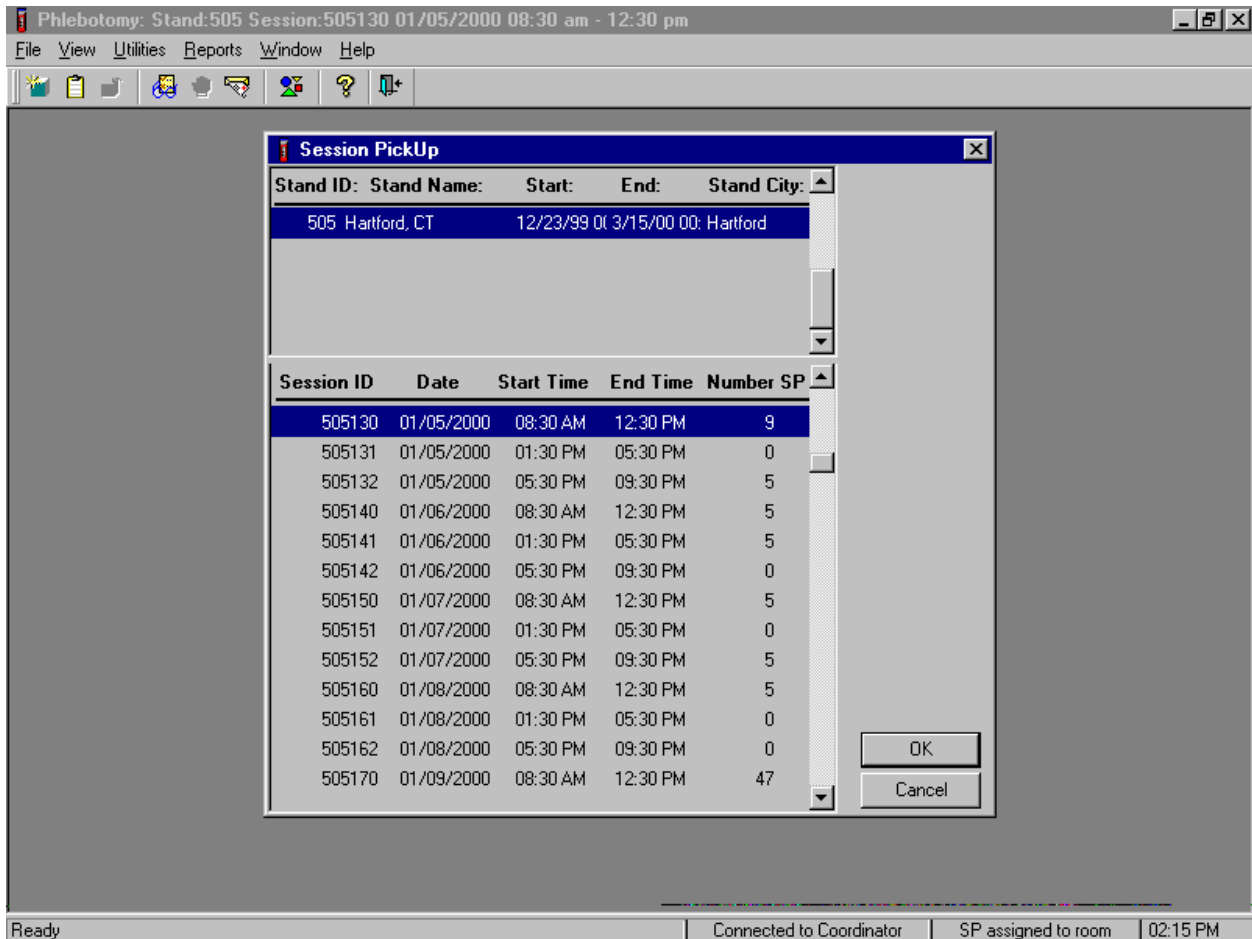 Phlebotomy: Stand:505 Session:505130 01/05/2000 08:30 am - 12:30 pm
File View Utilities Reports Window Help
Session PickUp
Stand ID: Stand Name: Start: End: Stand City:
505 Hartford, CT 12/23/99 0( 3/15/00 00: Hartford
Session ID Date Start Time End Time Number SP
505130 01/05/2000 08:30 AM 12:30 PM 9
505131 01/05/2000 01:30 PM 05:30 PM 0
505132 01/05/2000 05:30 PM 09:30 PM 5
505140 01/06/2000 08:30 AM 12:30 PM 5
505141 01/06/2000 01:30 PM 05:30 PM 5
505142 01/06/2000 05:30 PM 09:30 PM 0
505150 01/07/2000 08:30 AM 12:30 PM 5
505151 01/07/2000 01:30 PM 05:30 PM 0
505152 01/07/2000 05:30 PM 09:30 PM 5
505160 01/08/2000 08:30 AM 12:30 PM 5
505161 01/08/2000 01:30 PM 05:30 PM 0
505162 01/08/2000 05:30 PM 09:30 PM 0
505170 01/09/2000 08:30 AM 12:30 PM 47
OK
Cancel
Ready Connected to Coordinator SP assigned to room 02:15 PM